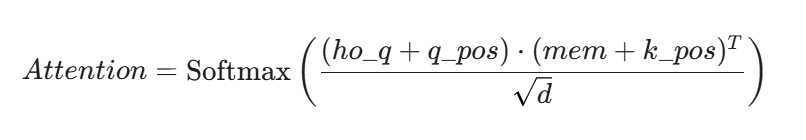 Attention = Softmax( (ho_q + q_pos) · (mem + k_pos)^T / √d )